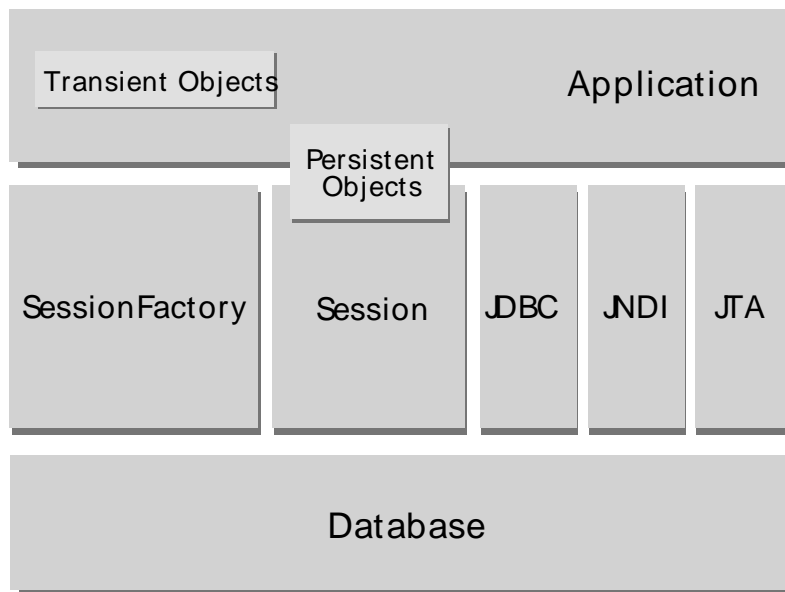 Transient Objects
Application
Persistent
Objects
SessionFactory
Session
JDBC
JNDI
JTA
Database